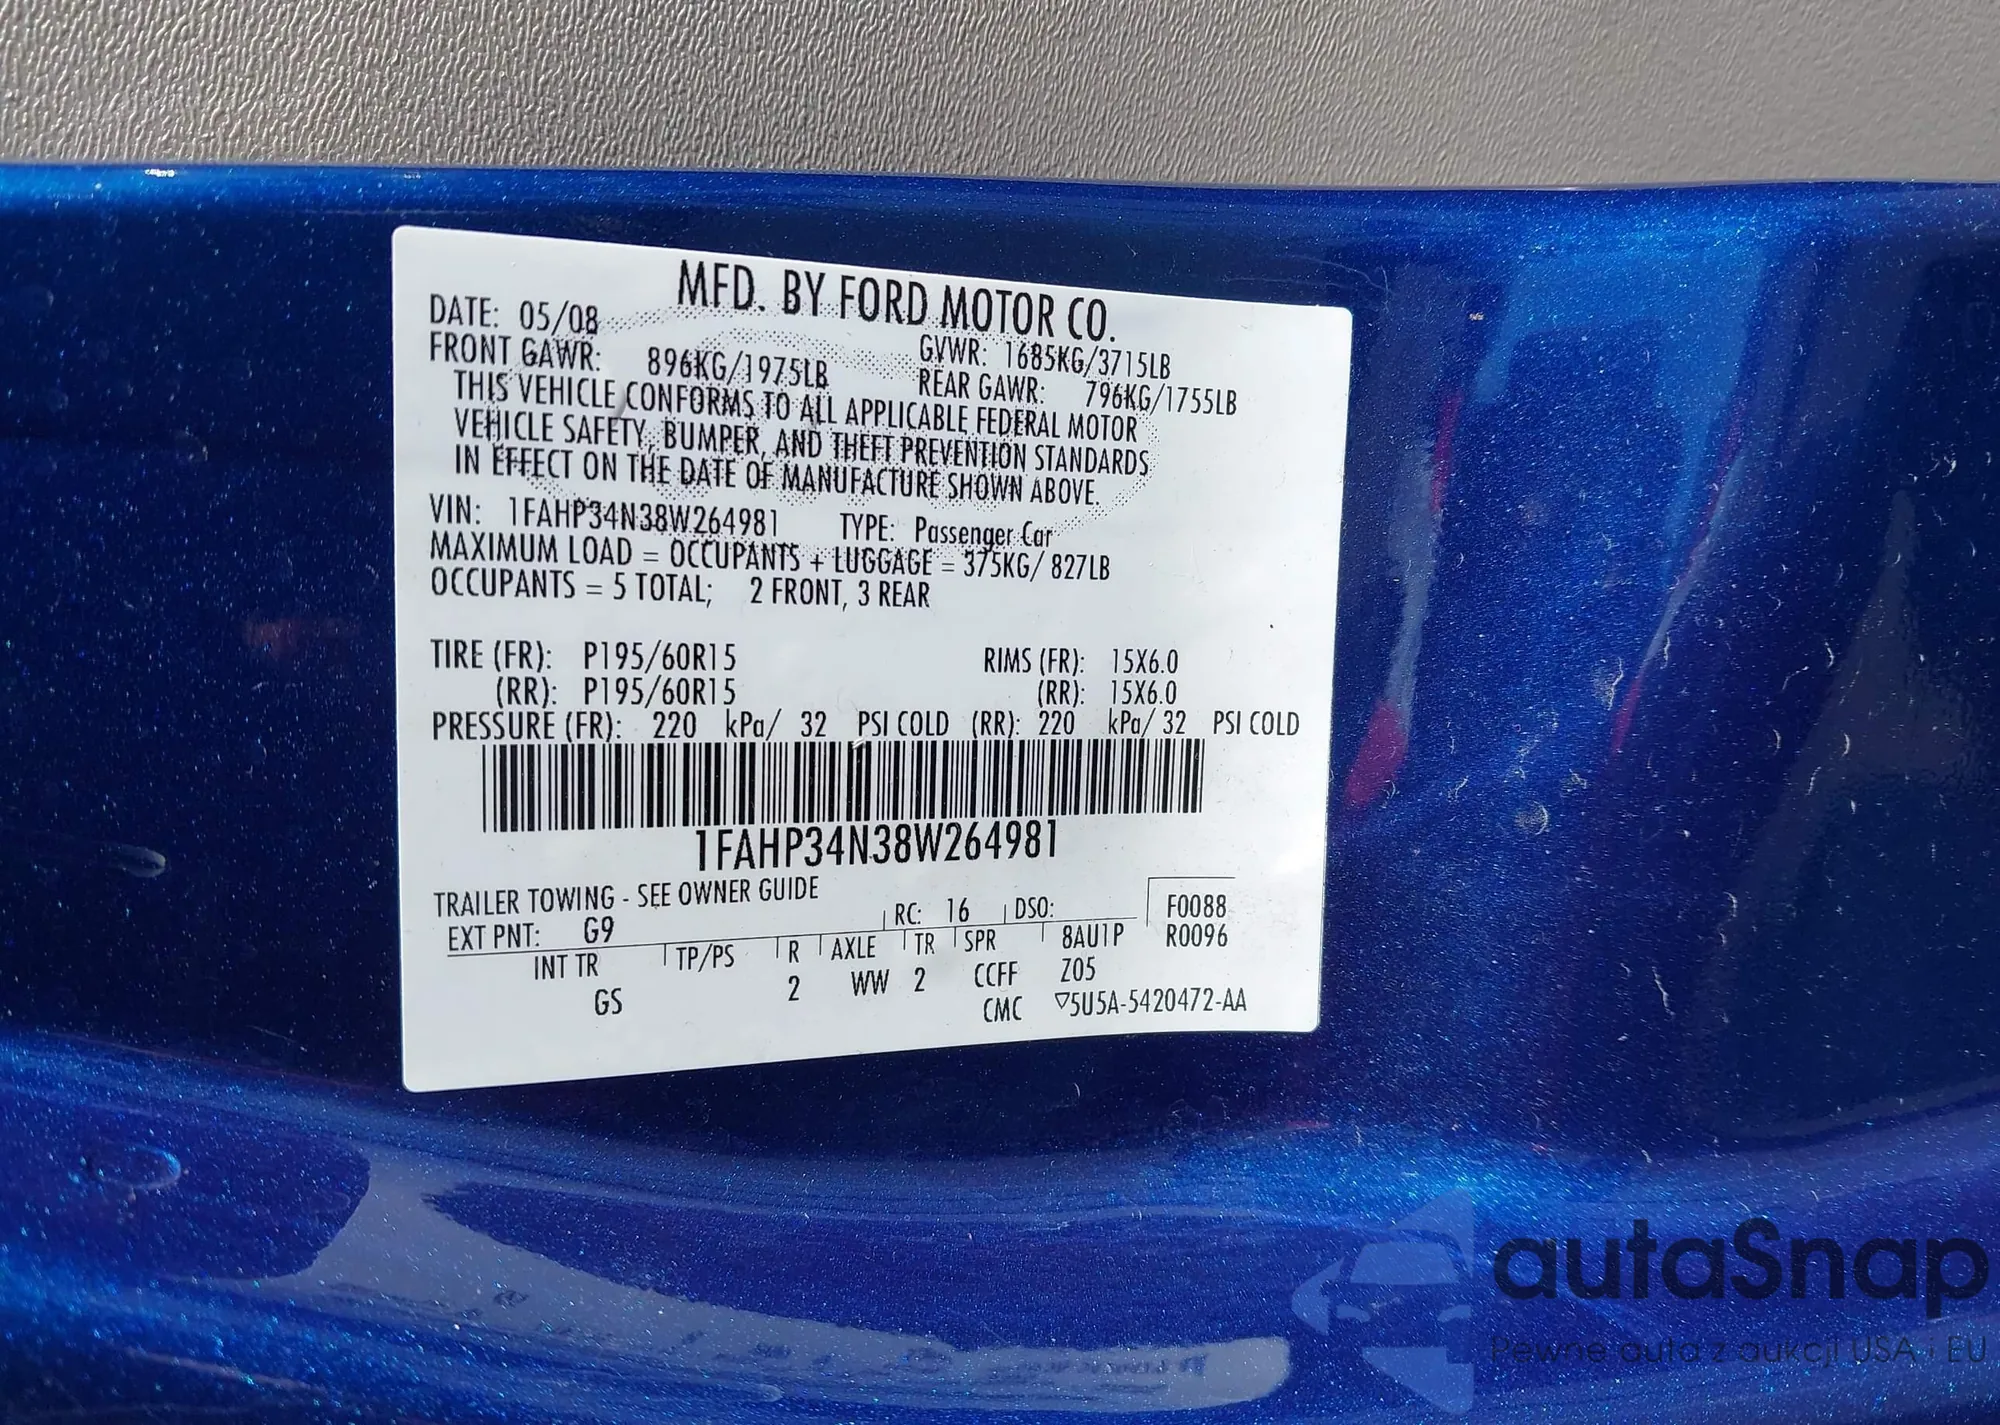 MFD. BY FORD MOTOR CO.
DATE: 05/08 GVWR: 1685KG/3715LB
FRONT GAWR: 896KG/1975LB REAR GAWR: 796KG/1755LB
THIS VEHICLE CONFORMS TO ALL APPLICABLE FEDERAL MOTOR
VEHICLE SAFETY, BUMPER, AND THEFT PREVENTION STANDARDS
IN EFFECT ON THE DATE OF MANUFACTURE SHOWN ABOVE.
VIN: 1FAHP34N38W264981 TYPE: Passenger Car
MAXIMUM LOAD = OCCUPANTS + LUGGAGE = 375KG/ 827LB
OCCUPANTS = 5 TOTAL; 2 FRONT, 3 REAR
TIRE (FR): P195/60R15 RIMS (FR): 15X6.0
(RR): P195/60R15 (RR): 15X6.0
PRESSURE (FR): 220 kPa/ 32 PSI COLD (RR): 220 kPa/ 32 PSI COLD
1FAHP34N38W264981
TRAILER TOWING - SEE OWNER GUIDE
EXT PNT: G9 RC: 16 DSO: F0088
INT TR TP/PS R AXLE TR SPR 8AU1P R0096
GS 2 WW 2 CCFF Z05
CMC ▽5U5A-5420472-AA
autaSnap
Pewne auta z aukcji USA i EU